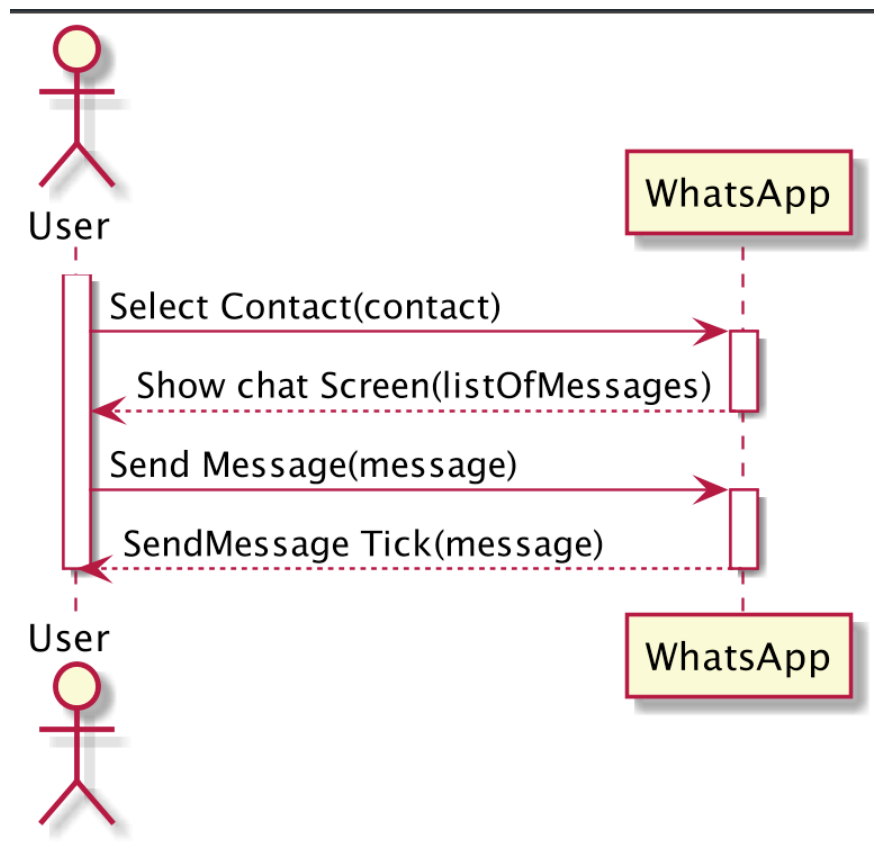 User
WhatsApp
Select Contact(contact)
Show chat Screen(listOfMessages)
Send Message(message)
SendMessage Tick(message)
User
WhatsApp